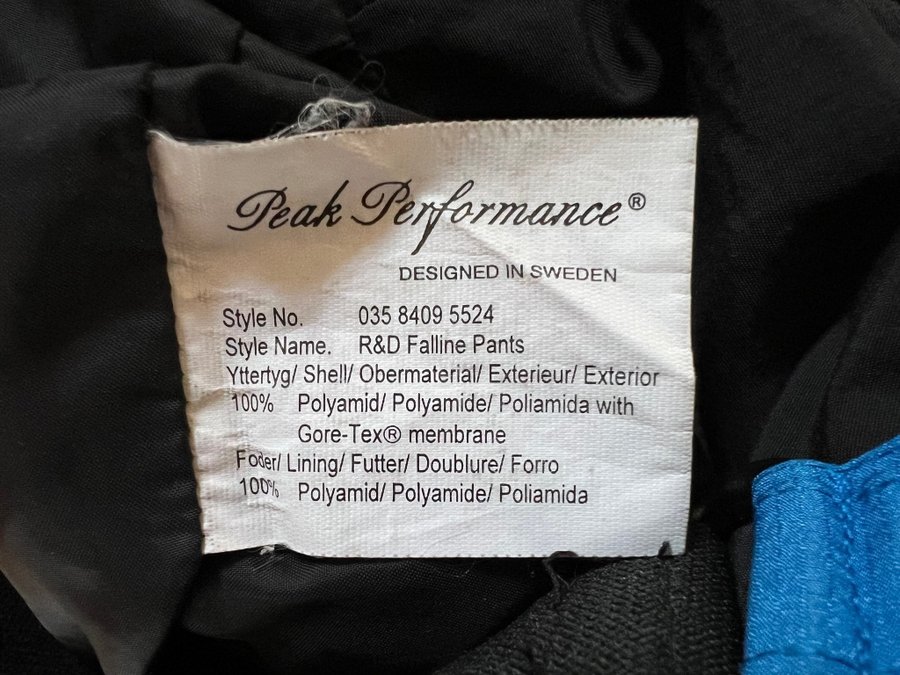 Peak Performance®
DESIGNED IN SWEDEN
Style No. 035 8409 5524
Style Name. R&D Falline Pants
Yttertyg/ Shell/ Obermaterial/ Exterieur/ Exterior
100% Polyamid/ Polyamide/ Poliamida with
Gore-Tex® membrane
Foder/ Lining/ Futter/ Doublure/ Forro
100% Polyamid/ Polyamide/ Poliamida